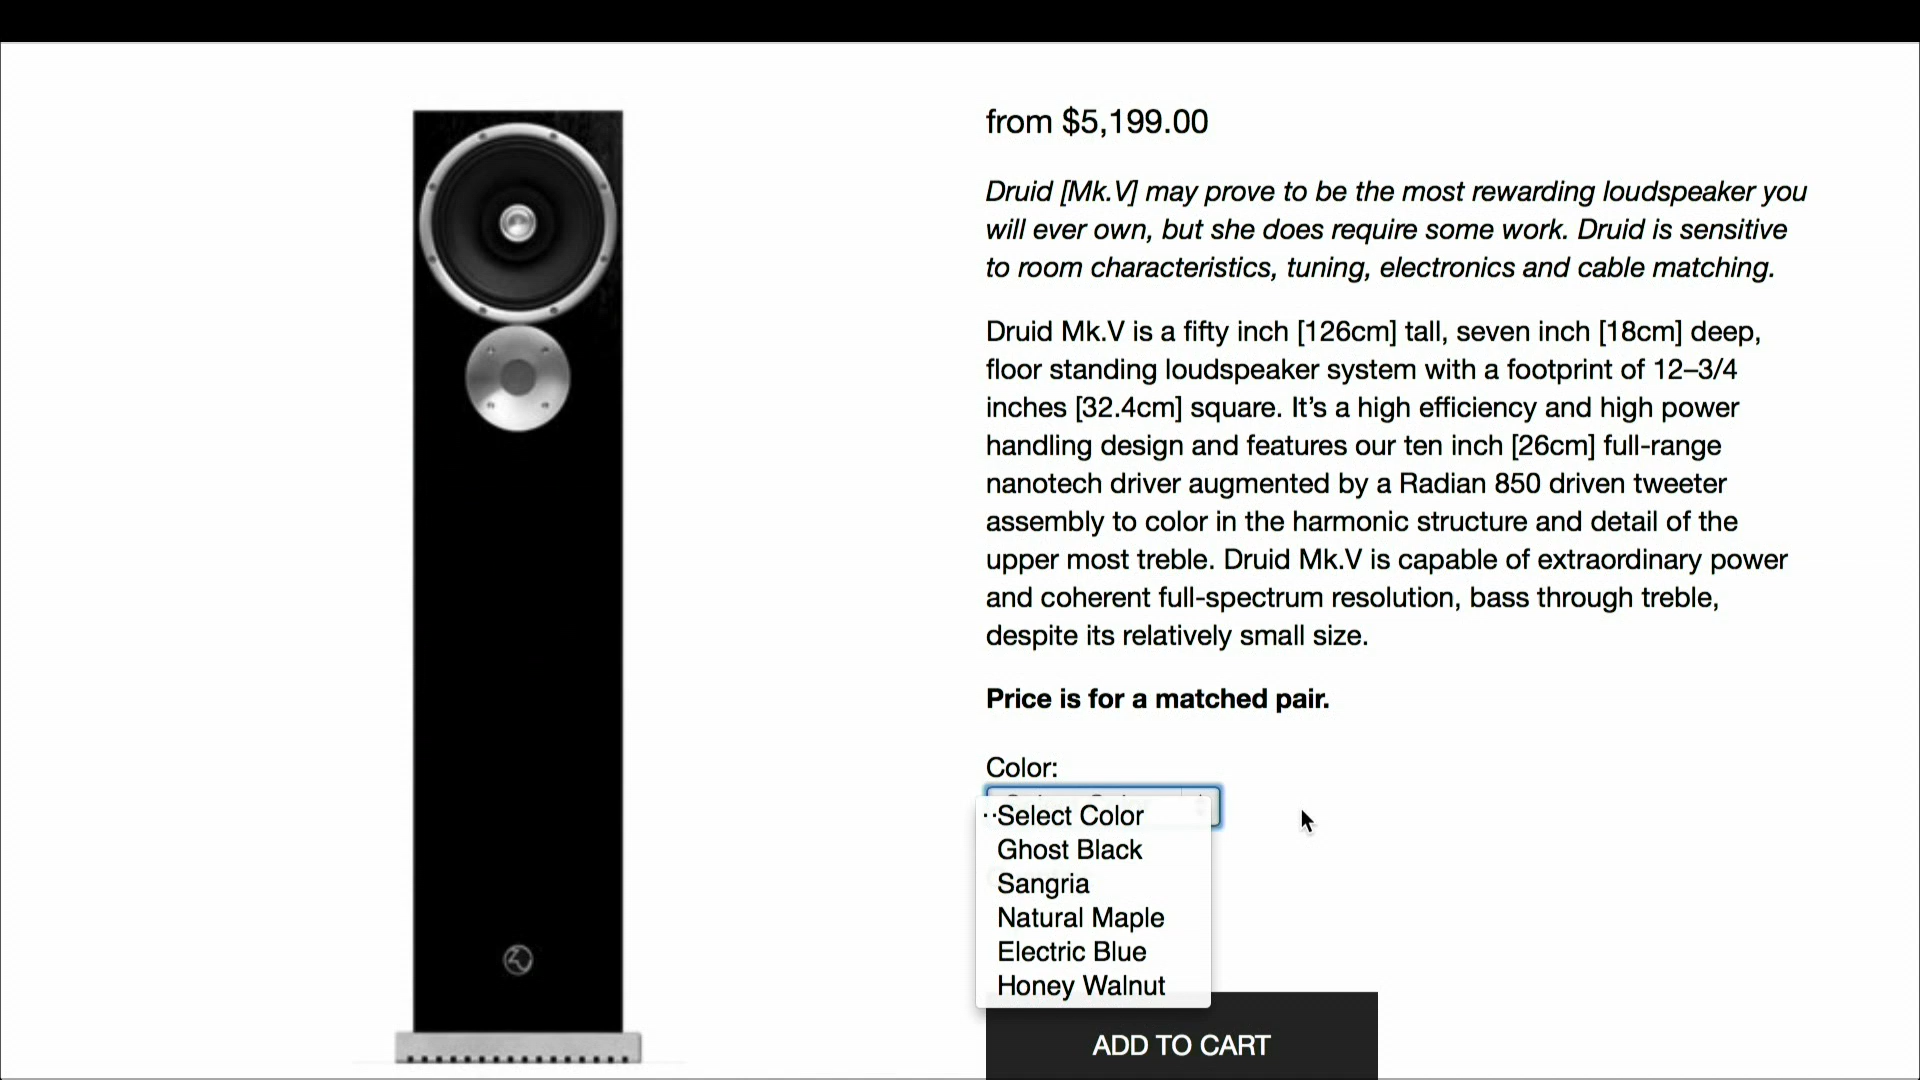 from $5,199.00
Druid [Mk.V] may prove to be the most rewarding loudspeaker you
will ever own, but she does require some work. Druid is sensitive
to room characteristics, tuning, electronics and cable matching.
Druid Mk.V is a fifty inch [126cm] tall, seven inch [18cm] deep,
floor standing loudspeaker system with a footprint of 12–3/4
inches [32.4cm] square. It’s a high efficiency and high power
handling design and features our ten inch [26cm] full-range
nanotech driver augmented by a Radian 850 driven tweeter
assembly to color in the harmonic structure and detail of the
upper most treble. Druid Mk.V is capable of extraordinary power
and coherent full-spectrum resolution, bass through treble,
despite its relatively small size.
Price is for a matched pair.
Color:
Select Color
Ghost Black
Sangria
Natural Maple
Electric Blue
Honey Walnut
ADD TO CART